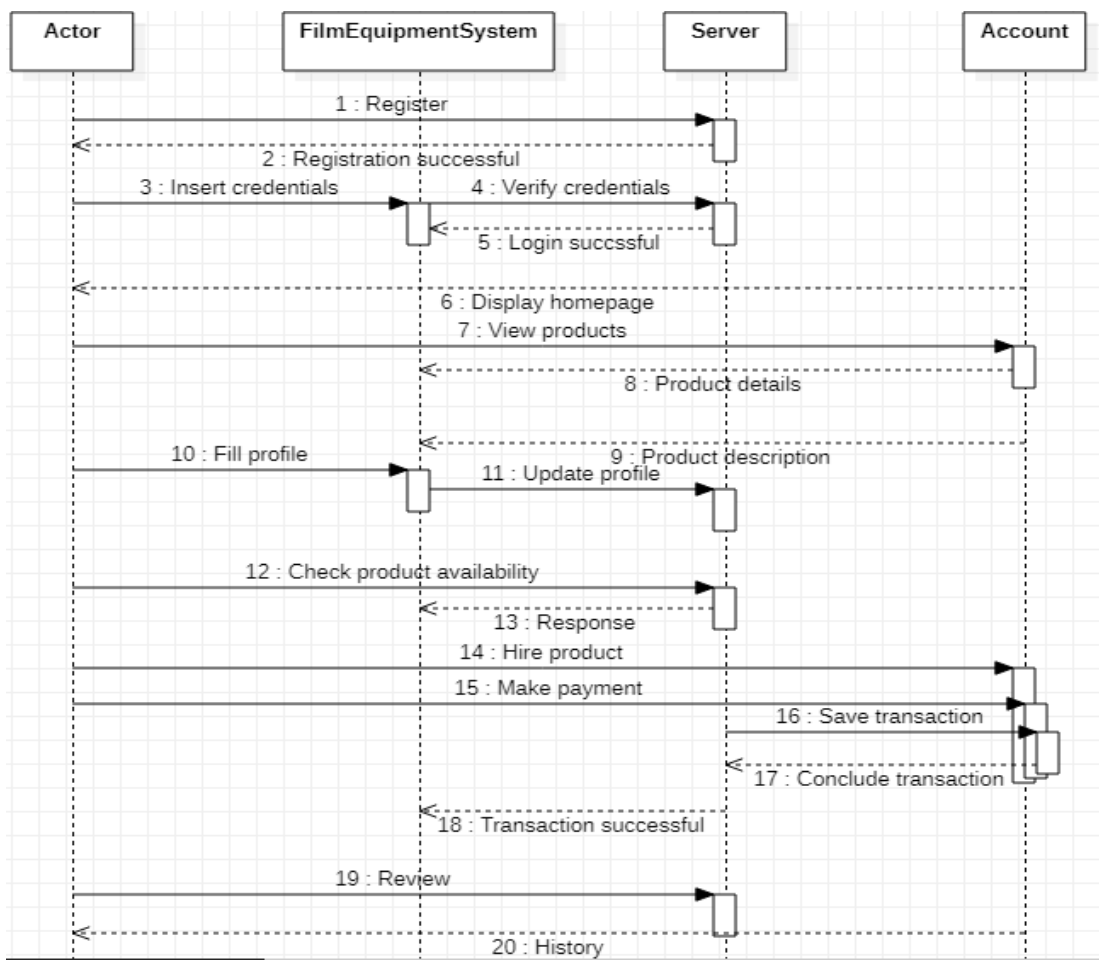 Actor
FilmEquipmentSystem
Server
Account
1 : Register
2 : Registration successful
3 : Insert credentials
4 : Verify credentials
5 : Login succssful
6 : Display homepage
7 : View products
8 : Product details
9 : Product description
10 : Fill profile
11 : Update profile
12 : Check product availability
13 : Response
14 : Hire product
15 : Make payment
16 : Save transaction
17 : Conclude transaction
18 : Transaction successful
19 : Review
20 : History